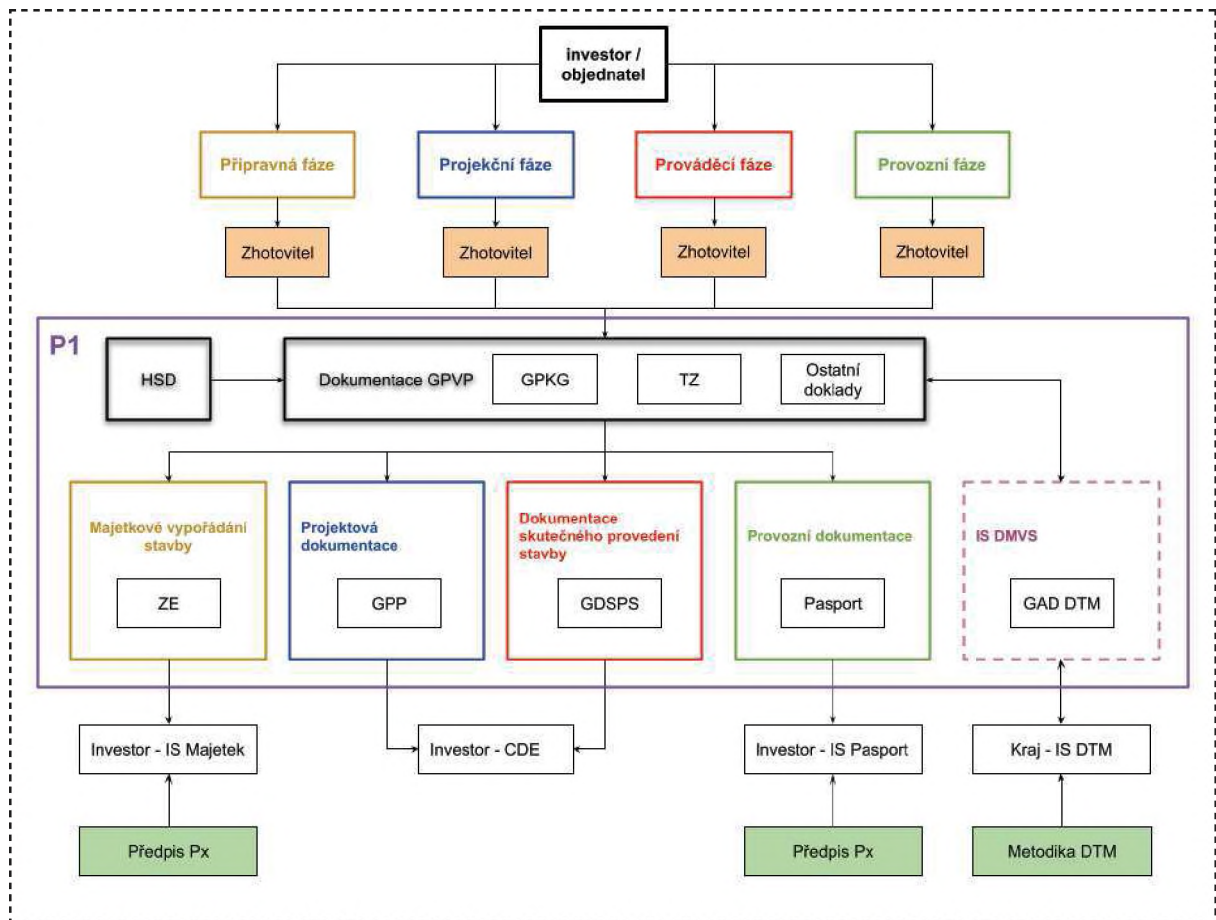 investor /
objednatel
Přípravná fáze
Projekční fáze
Prováděcí fáze
Provozní fáze
Zhotovitel
Zhotovitel
Zhotovitel
Zhotovitel
P1
HSD
Dokumentace GPVP
GPKG
TZ
Ostatní
doklady
Majetkové vypořádání
stavby
ZE
Projektová
dokumentace
GPP
Dokumentace
skutečného provedení
stavby
GDSPS
Provozní dokumentace
Pasport
IS DMVS
GAD DTM
Investor - IS Majetek
Investor - CDE
Investor - IS Pasport
Kraj - IS DTM
Předpis Px
Předpis Px
Metodika DTM